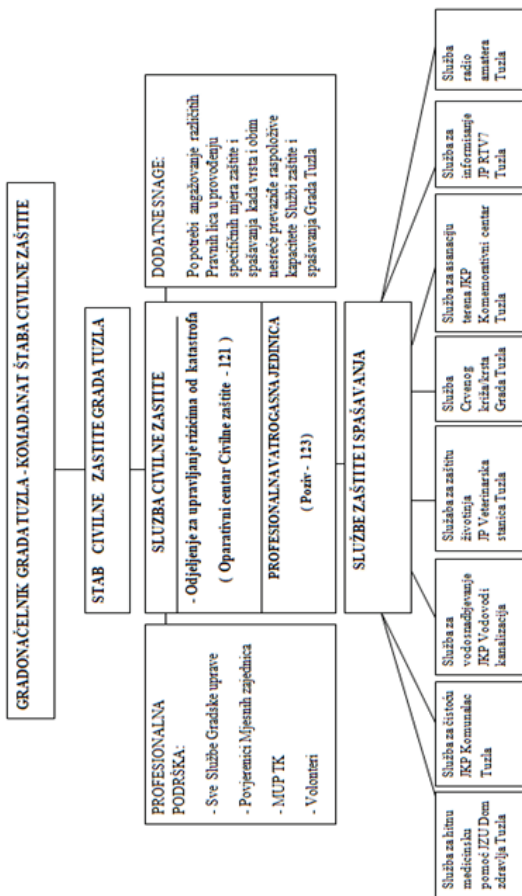 GRADONAČELNIK GRADA TUZLA - KOMADANAT ŠTABA CIVILNE ZAŠTITE
STAB CIVILNE ZASTITE GRADA TUZLA
PROFESIONALNA
PODRŠKA:
- Sve Službe Gradske uprave
- Povjerenici Mjesnih zajednica
- MUP TK
- Volonteri
SLUZBA CIVILNE ZASTITE
- Odjeljenje za upravljanje rizicima od katastrofa
( Oparativni centar Civilne zaštite - 121 )
PROFESIONALNA VATROGASNA JEDINICA
( Poziv - 123)
DODATNE SNAGE:
Po potrebi angažovanje različitih
Pravnih lica u provođenju
specifičnih mjera zaštite i
spašavanja kada vrsta i obim
nesreće prevaziđe raspoložive
kapacitete Službi zaštite i
spašavanja Grada Tuzla
SLUŽBE ZAŠTITE I SPAŠAVANJA
Služba za hitnu
medicinsku
pomoć JZU Dom
zdravlja Tuzla
Služba za čistoću
JKP Komunalac
Tuzla
Služba za
vodosnadbjevanje
JKP Vodovod i
kanalizacija
Služaba za zaštitu
životinja
JP Veterinarska
stanica Tuzla
Služba
Crvenog
križa/krsta
Grada Tuzla
Služba za asanaciju
terena JKP
Komemorativni centar
Tuzla
Služba za
informisanje
JP RTV7
Tuzla
Služba
radio
amatera
Tuzla